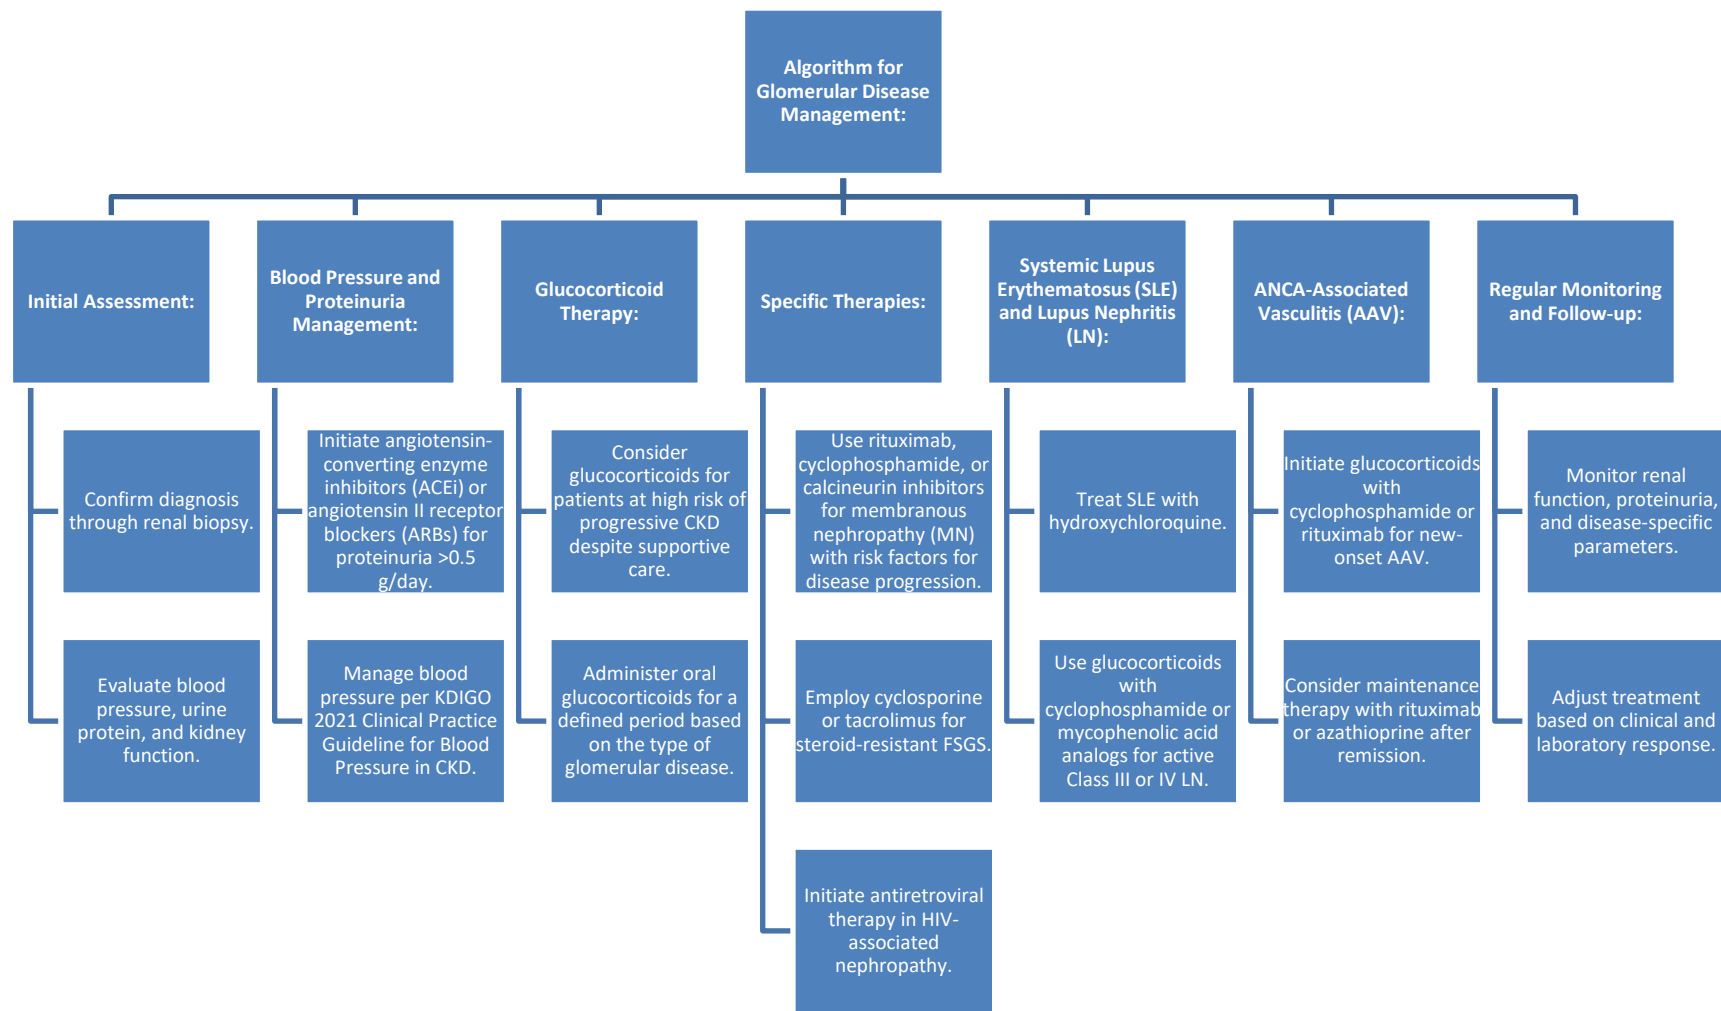 Algorithm for
Glomerular Disease
Management:
Initial Assessment:
Confirm diagnosis
through renal biopsy.
Evaluate blood
pressure, urine
protein, and kidney
function.
Blood Pressure and
Proteinuria
Management:
Initiate angiotensin-
converting enzyme
inhibitors (ACEi) or
angiotensin II receptor
blockers (ARBs) for
proteinuria >0.5
g/day.
Manage blood
pressure per KDIGO
2021 Clinical Practice
Guideline for Blood
Pressure in CKD.
Glucocorticoid
Therapy:
Consider
glucocorticoids for
patients at high risk of
progressive CKD
despite supportive
care.
Administer oral
glucocorticoids for a
defined period based
on the type of
glomerular disease.
Specific Therapies:
Use rituximab,
cyclophosphamide, or
calcineurin inhibitors
for membranous
nephropathy (MN)
with risk factors for
disease progression.
Employ cyclosporine
or tacrolimus for
steroid-resistant FSGS.
Initiate antiretroviral
therapy in HIV-
associated
nephropathy.
Systemic Lupus
Erythematosus (SLE)
and Lupus Nephritis
(LN):
Treat SLE with
hydroxychloroquine.
Use glucocorticoids
with
cyclophosphamide or
mycophenolic acid
analogs for active
Class III or IV LN.
ANCA-Associated
Vasculitis (AAV):
Initiate glucocorticoids
with
cyclophosphamide or
rituximab for new-
onset AAV.
Consider maintenance
therapy with rituximab
or azathioprine after
remission.
Regular Monitoring
and Follow-up:
Monitor renal
function, proteinuria,
and disease-specific
parameters.
Adjust treatment
based on clinical and
laboratory response.